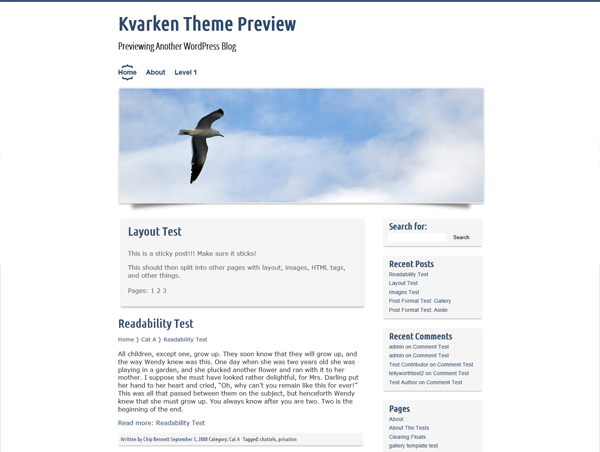 Kvarken Theme Preview
Previewing Another WordPress Blog
Home About Level 1
Layout Test
This is a sticky post!!! Make sure it sticks!
This should then split into other pages with layout, images, HTML tags,
and other things.
Pages: 1 2 3
Readability Test
Home } Cat A } Readability Test
All children, except one, grow up. They soon know that they will grow up, and
the way Wendy knew was this. One day when she was two years old she was
playing in a garden, and she plucked another flower and ran with it to her
mother. I suppose she must have looked rather delightful, for Mrs. Darling put
her hand to her heart and cried, “Oh, why can’t you remain like this for ever!”
This was all that passed between them on the subject, but henceforth Wendy
knew that she must grow up. You always know after you are two. Two is the
beginning of the end.
Read more: Readability Test
Written by Chip Bennett September 5, 2008 Category: Cat A Tagged: chattels, privation
Search for:
Search
Recent Posts
Readability Test
Layout Test
Images Test
Post Format Test: Gallery
Post Format Test: Aside
Recent Comments
admin on Comment Test
admin on Comment Test
Test Contributor on Comment Test
tellyworthtest2 on Comment Test
Test Author on Comment Test
Pages
About
About The Tests
Clearing Floats
gallery template test